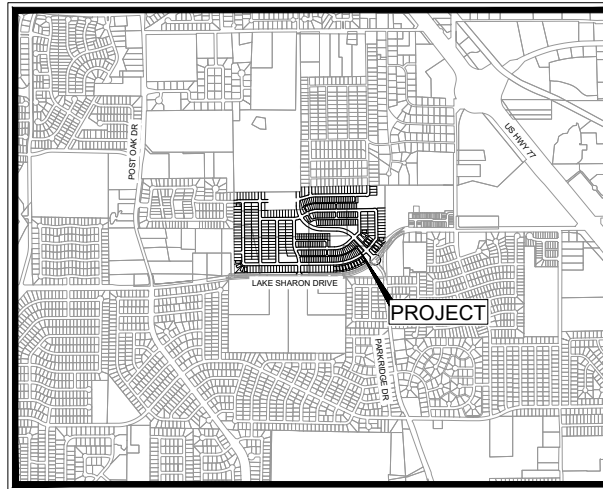 POST OAK DR
US HWY 77
LAKE SHARON DRIVE
PROJECT
PARKRIDGE DR